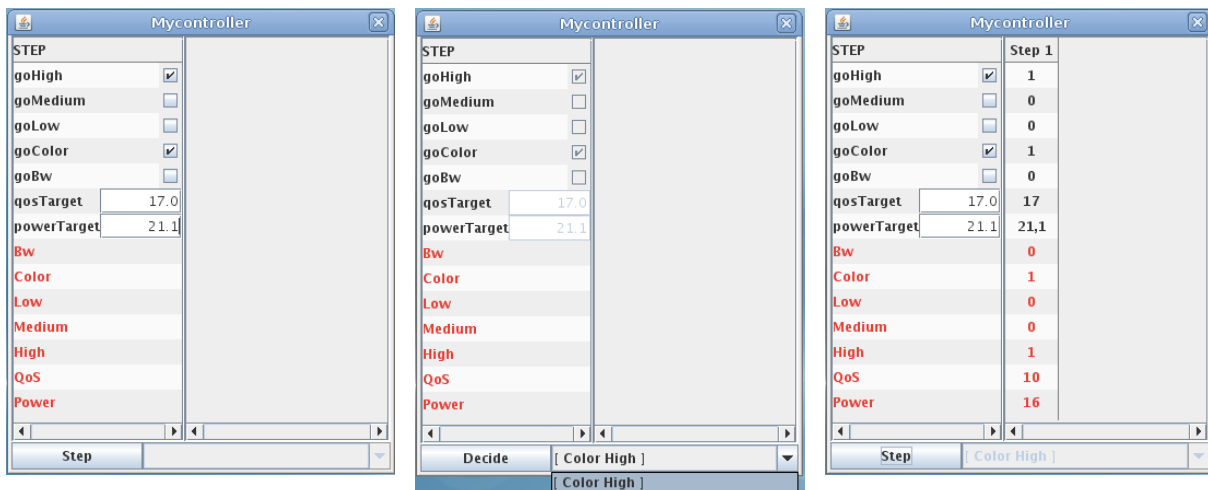 Mycontroller
STEP
goHigh
goMedium
goLow
goColor
goBw
qosTarget 17.0
powerTarget 21.1
Bw
Color
Low
Medium
High
QoS
Power
Step
Mycontroller
STEP
goHigh
goMedium
goLow
goColor
goBw
qosTarget 17.0
powerTarget 21.1
Bw
Color
Low
Medium
High
QoS
Power
Decide [ Color High ]
[ Color High ]
Mycontroller
STEP Step 1
goHigh 1
goMedium 0
goLow 0
goColor 1
goBw 0
qosTarget 17.0 17
powerTarget 21.1 21,1
Bw 0
Color 1
Low 0
Medium 0
High 1
QoS 10
Power 16
Step [ Color High ]